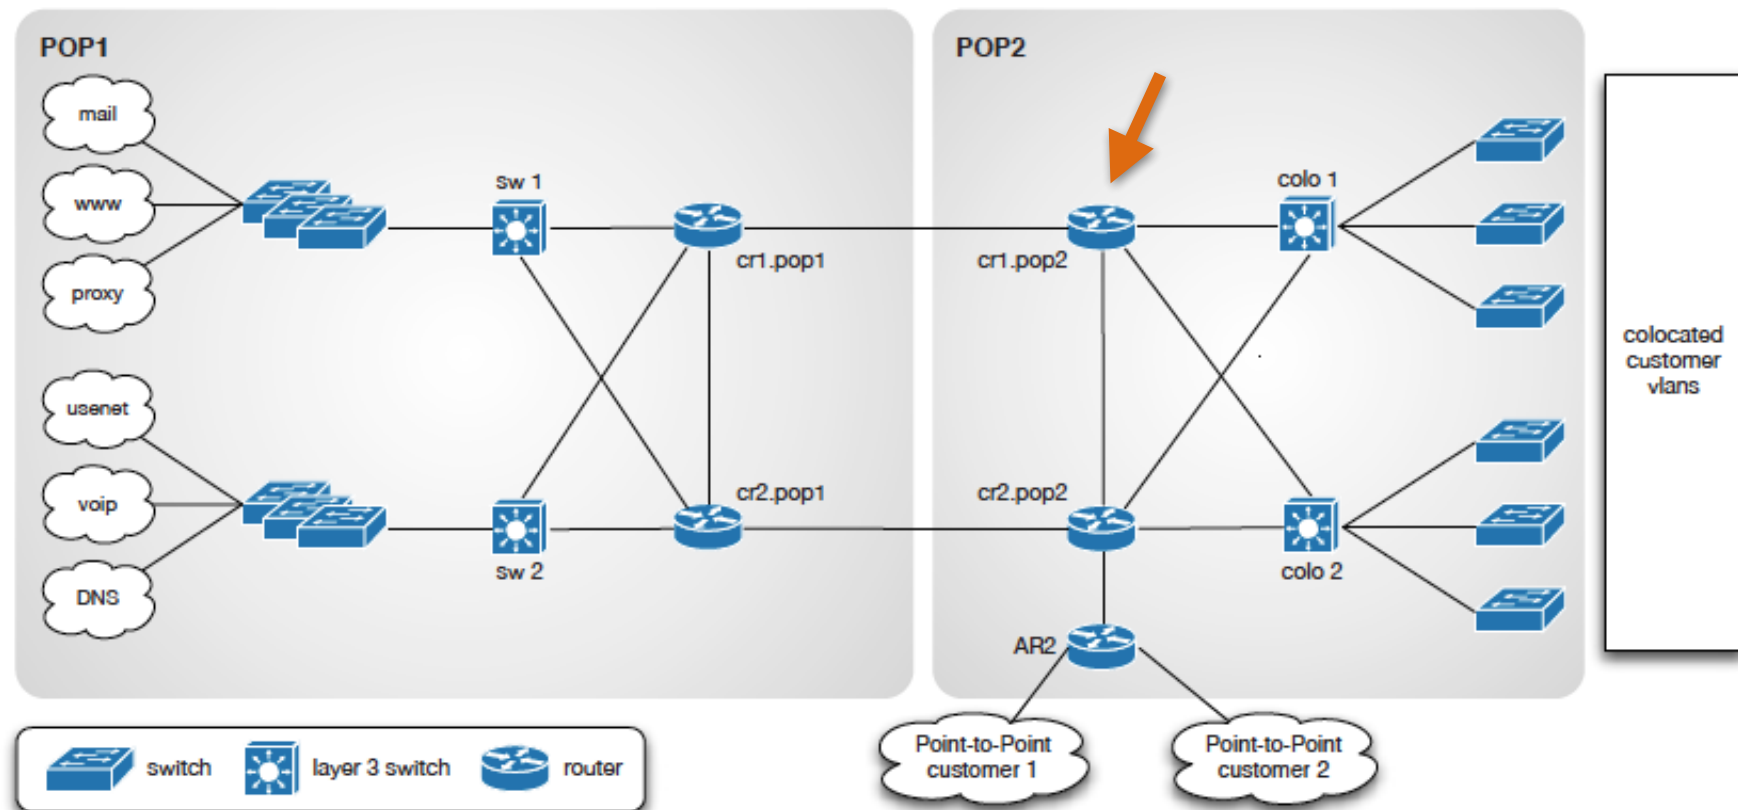 POP1
POP2
mail
www
proxy
usenet
voip
DNS
sw 1
sw 2
cr1.pop1
cr2.pop1
cr1.pop2
cr2.pop2
colo 1
colo 2
AR2
colocated
customer
vlans
Point-to-Point
customer 1
Point-to-Point
customer 2
switch
layer 3 switch
router